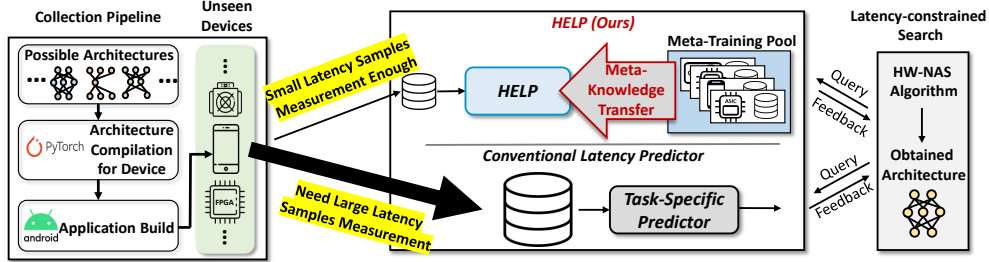 Collection Pipeline
Unseen
Devices
Possible Architectures
PyTorch
Architecture
Compilation
for Device
android
Application Build
FPGA
Small Latency Samples
Measurement Enough
Need Large Latency
Samples Measurement
HELP (Ours)
HELP
Meta-
Knowledge
Transfer
Meta-Training Pool
ASIC
Conventional Latency Predictor
Task-Specific
Predictor
Query
Feedback
Query
Feedback
Latency-constrained
Search
HW-NAS
Algorithm
Obtained
Architecture